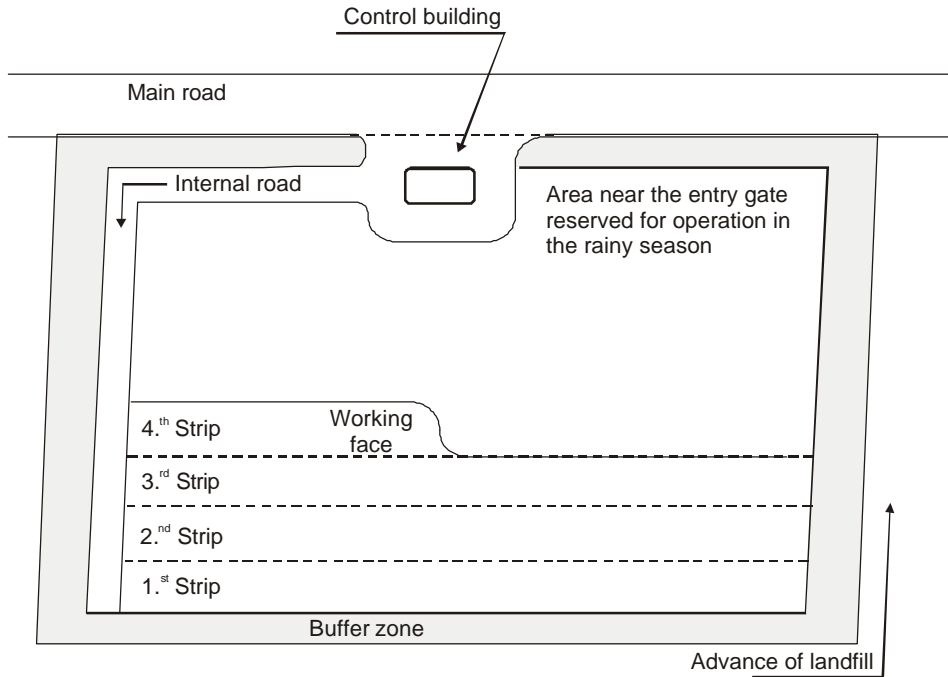 Control building
Main road
Internal road
Area near the entry gate
reserved for operation in
the rainy season
4.th Strip
Working
face
3.rd Strip
2.nd Strip
1.st Strip
Buffer zone
Advance of landfill